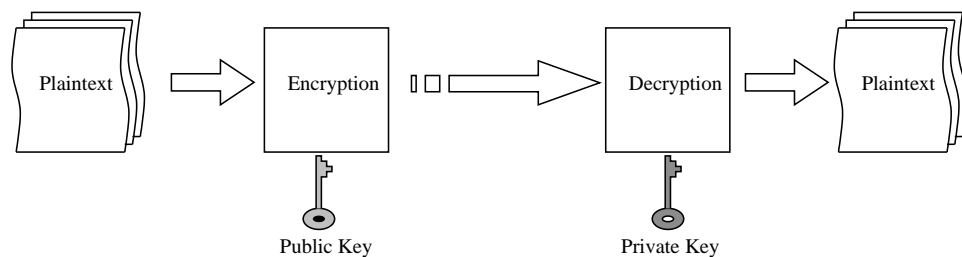 Plaintext
Encryption
Decryption
Plaintext
Public Key
Private Key